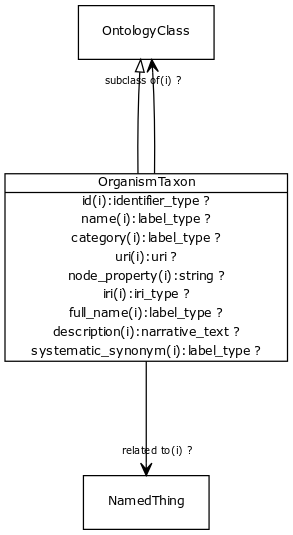 OntologyClass
subclass of(i) ?
OrganismTaxon
id(i):identifier_type ?
name(i):label_type ?
category(i):label_type ?
uri(i):uri ?
node_property(i):string ?
iri(i):iri_type ?
full_name(i):label_type ?
description(i):narrative_text ?
systematic_synonym(i):label_type ?
related to(i) ?
NamedThing